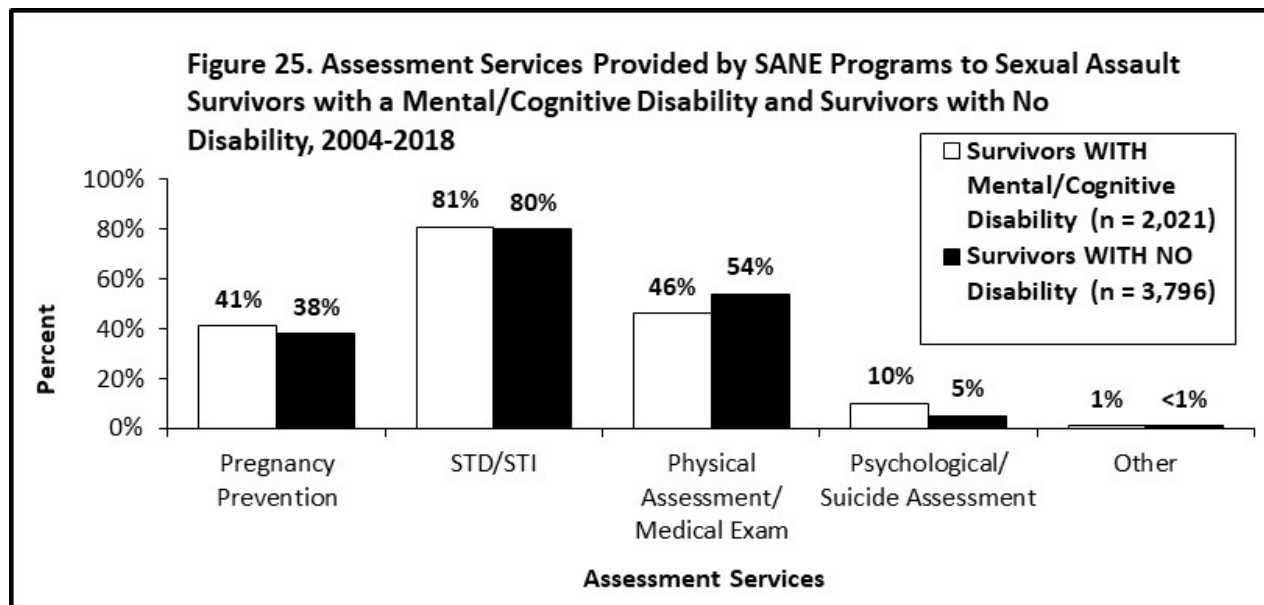 Figure 25. Assessment Services Provided by SANE Programs to Sexual Assault
Survivors with a Mental/Cognitive Disability and Survivors with No
Disability, 2004-2018
Survivors WITH
Mental/Cognitive
Disability (n = 2,021)
Survivors WITH NO
Disability (n = 3,796)
Percent
100%
80%
60%
40%
20%
0%
41%
38%
81%
80%
46%
54%
10%
5%
1%
<1%
Pregnancy
Prevention
STD/STI
Physical
Assessment/
Medical Exam
Psychological/
Suicide Assessment
Other
Assessment Services